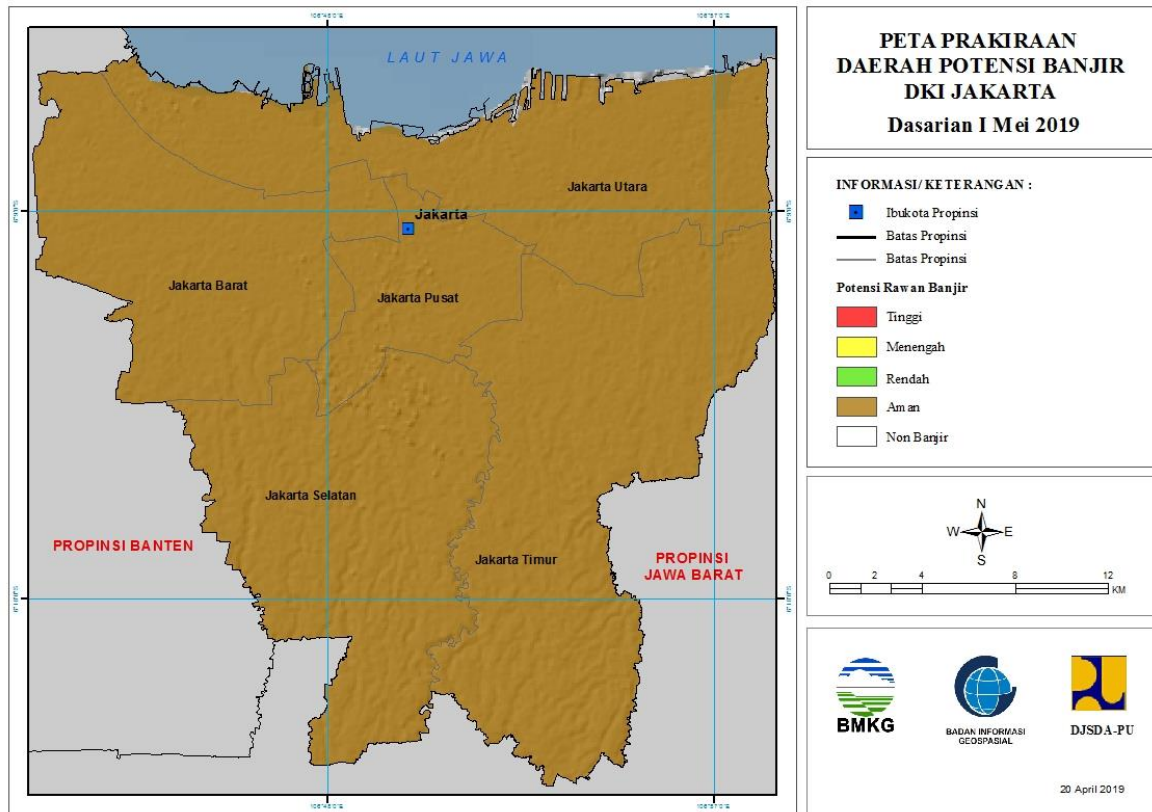 PETA PRAKIRAAN
DAERAH POTENSI BANJIR
DKI JAKARTA
Dasarian I Mei 2019
INFORMASI/ KETERANGAN :
Ibukota Propinsi
Batas Propinsi
Batas Propinsi
Potensi Rawan Banjir
Tinggi
Menengah
Rendah
Aman
Non Banjir
N
W E
S
0 2 4 8 12
KM
BMKG
BADAN INFORMASI
GEOSPASIAL
DJSDA-PU
20 April 2019
LAUT JAWA
Jakarta Utara
Jakarta
Jakarta Barat
Jakarta Pusat
Jakarta Selatan
Jakarta Timur
PROPINSI BANTEN
PROPINSI
JAWA BARAT